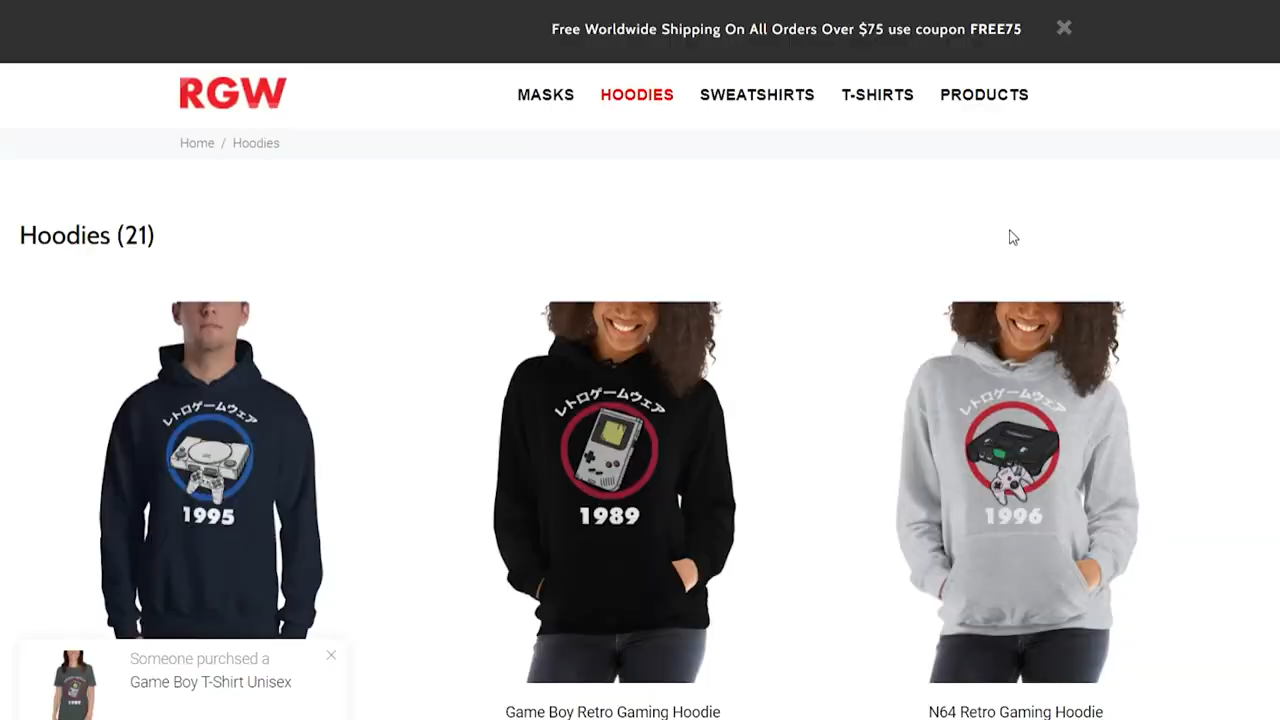 Free Worldwide Shipping On All Orders Over $75 use coupon FREE75
RGW
MASKS HOODIES SWEATSHIRTS T-SHIRTS PRODUCTS
Home / Hoodies
Hoodies (21)
レトロゲームウェア
1995
レトロゲームウェア
1989
レトロゲームウェア
1996
Someone purchsed a
Game Boy T-Shirt Unisex
Game Boy Retro Gaming Hoodie
N64 Retro Gaming Hoodie